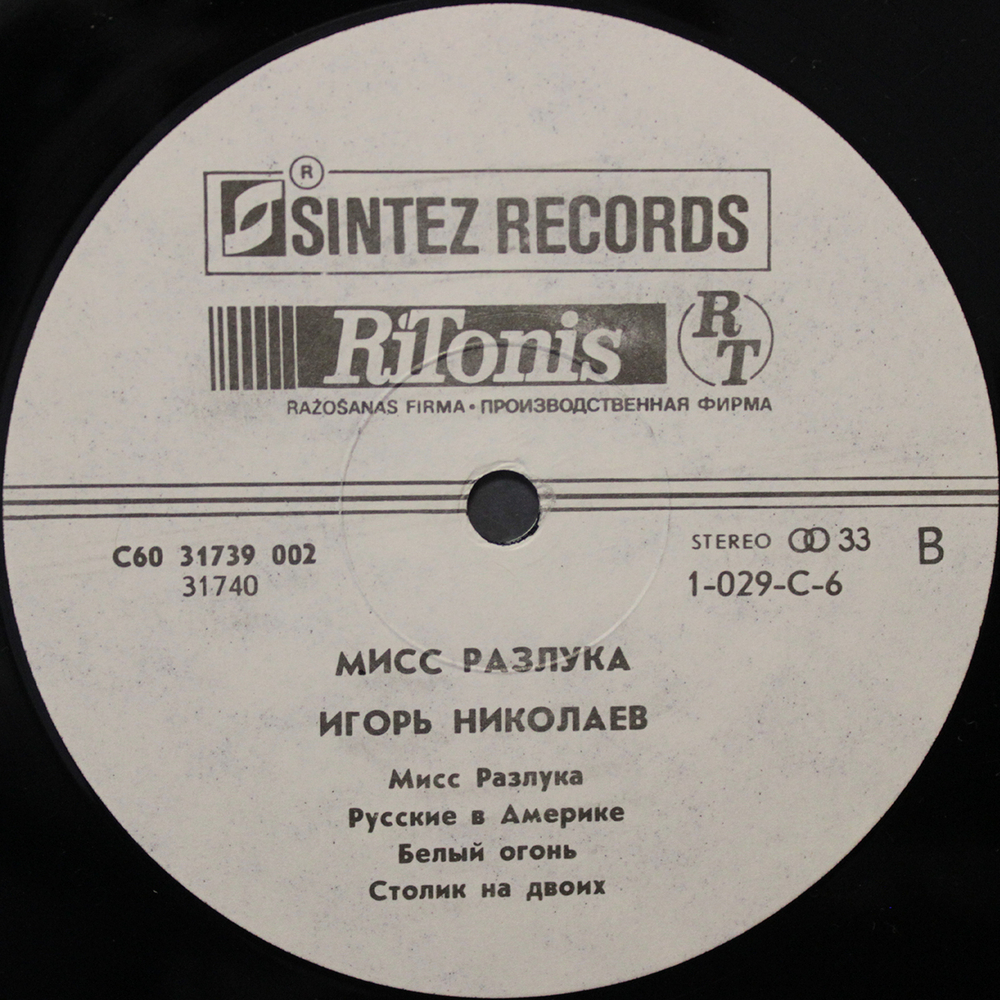 ®
SINTEZ RECORDS
RiTonis RT
RAŽOŠANAS FIRMA • ПРОИЗВОДСТВЕННАЯ ФИРМА
С60 31739 002
31740
STEREO 33 B
1-029-С-6
МИСС РАЗЛУКА
ИГОРЬ НИКОЛАЕВ
Мисс Разлука
Русские в Америке
Белый огонь
Столик на двоих